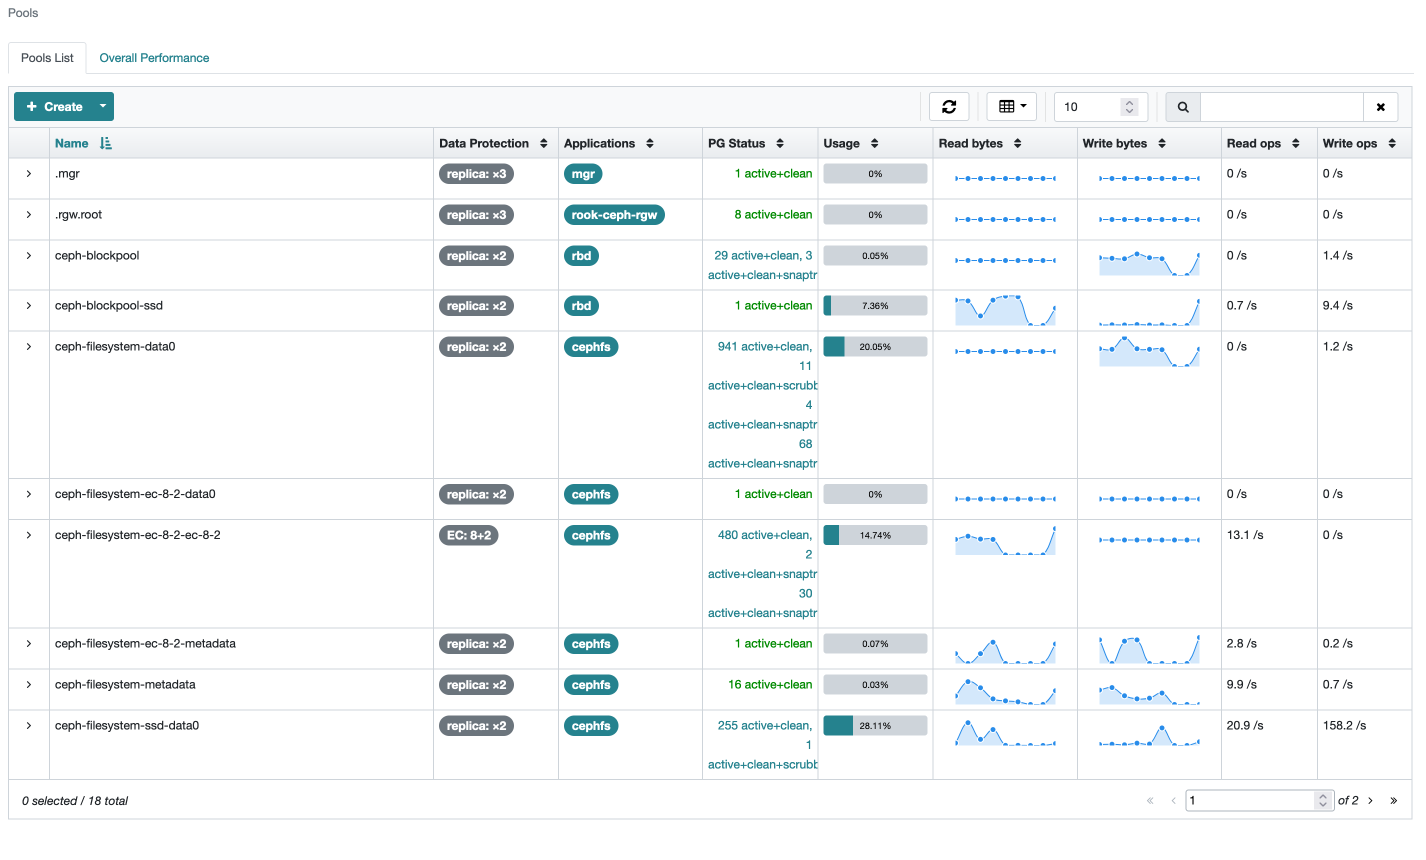 Pools
Pools List Overall Performance
+ Create 10
Name Data Protection Applications PG Status Usage Read bytes Write bytes Read ops Write ops
.mgr replica: ×3 mgr 1 active+clean 0% 0 /s 0 /s
.rgw.root replica: ×3 rook-ceph-rgw 8 active+clean 0% 0 /s 0 /s
ceph-blockpool replica: ×2 rbd 29 active+clean, 3 0.05% 0 /s 1.4 /s
active+clean+snaptr
ceph-blockpool-ssd replica: ×2 rbd 1 active+clean 7.36% 0.7 /s 9.4 /s
ceph-filesystem-data0 replica: ×2 cephfs 941 active+clean, 20.05% 0 /s 1.2 /s
11
active+clean+scrubb
4
active+clean+snaptr
68
active+clean+snaptr
ceph-filesystem-ec-8-2-data0 replica: ×2 cephfs 1 active+clean 0% 0 /s 0 /s
ceph-filesystem-ec-8-2-ec-8-2 EC: 8+2 cephfs 480 active+clean, 14.74% 13.1 /s 0 /s
2
active+clean+snaptr
30
active+clean+snaptr
ceph-filesystem-ec-8-2-metadata replica: ×2 cephfs 1 active+clean 0.07% 2.8 /s 0.2 /s
ceph-filesystem-metadata replica: ×2 cephfs 16 active+clean 0.03% 9.9 /s 0.7 /s
ceph-filesystem-ssd-data0 replica: ×2 cephfs 255 active+clean, 28.11% 20.9 /s 158.2 /s
1
active+clean+scrubb
0 selected / 18 total « ‹ 1 of 2 › »